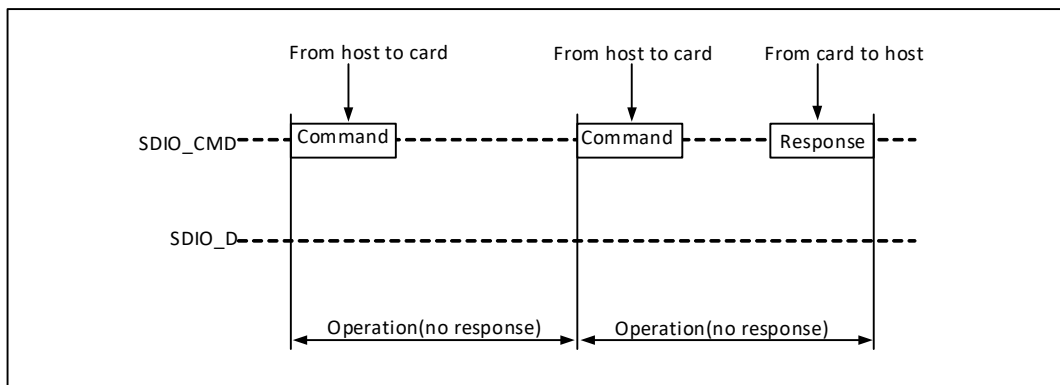 From host to card From host to card From card to host
SDIO_CMD Command Command Response
SDIO_D
Operation(no response) Operation(no response)